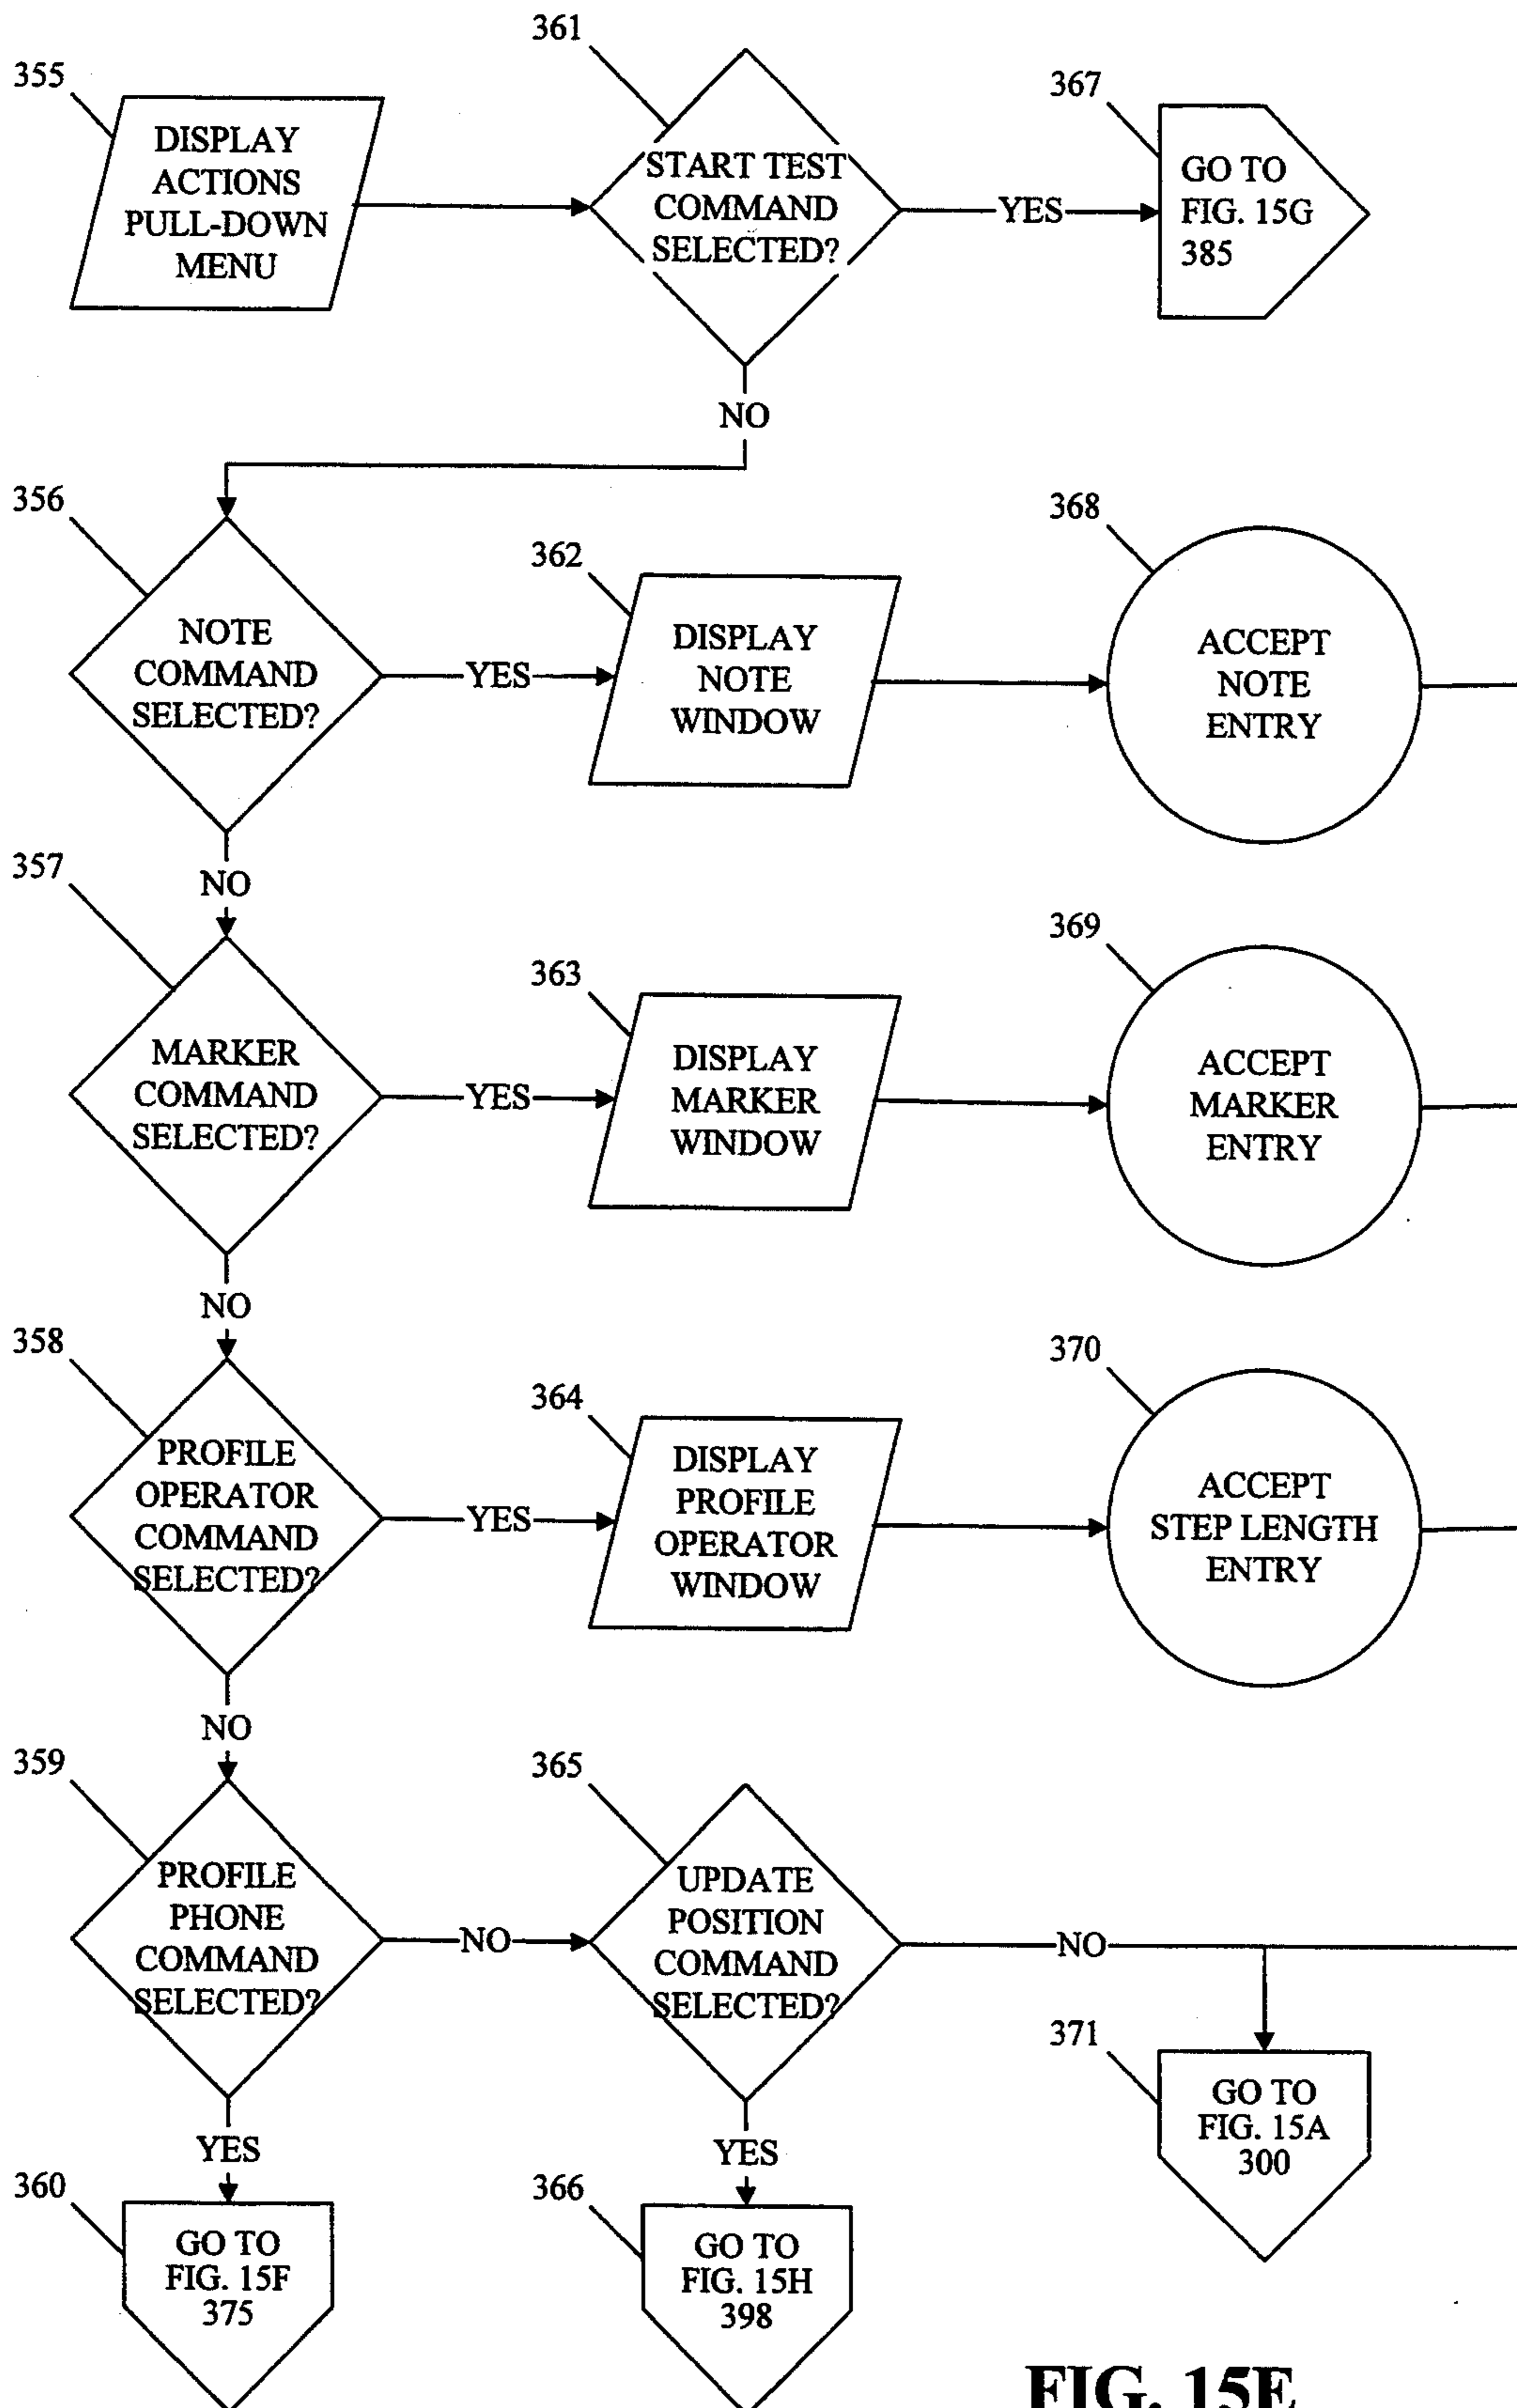 355
DISPLAY
ACTIONS
PULL-DOWN
MENU
361
START TEST
COMMAND
SELECTED?
YES
367
GO TO
FIG. 15G
385
NO
356
NOTE
COMMAND
SELECTED?
YES
362
DISPLAY
NOTE
WINDOW
368
ACCEPT
NOTE
ENTRY
NO
357
MARKER
COMMAND
SELECTED?
YES
363
DISPLAY
MARKER
WINDOW
369
ACCEPT
MARKER
ENTRY
NO
358
PROFILE
OPERATOR
COMMAND
SELECTED?
YES
364
DISPLAY
PROFILE
OPERATOR
WINDOW
370
ACCEPT
STEP LENGTH
ENTRY
NO
359
PROFILE
PHONE
COMMAND
SELECTED?
NO
365
UPDATE
POSITION
COMMAND
SELECTED?
NO
371
GO TO
FIG. 15A
300
YES
360
GO TO
FIG. 15F
375
YES
366
GO TO
FIG. 15H
398
FIG. 15E